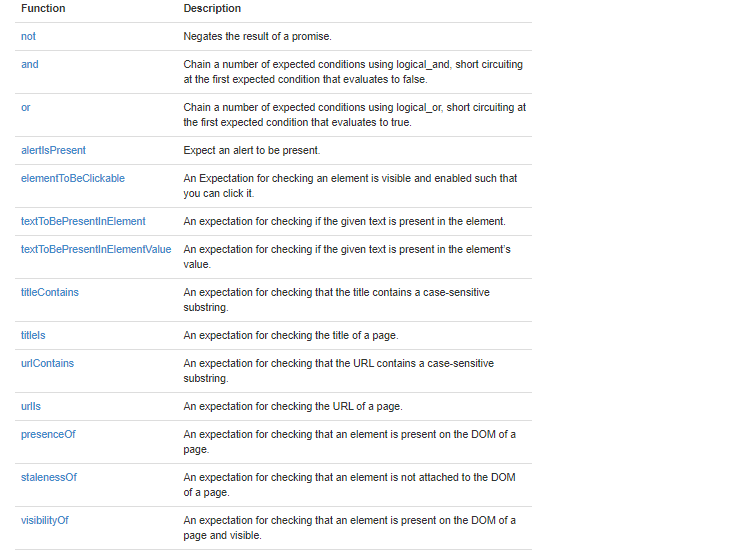 Function Description
not Negates the result of a promise.
and Chain a number of expected conditions using logical_and, short circuiting
at the first expected condition that evaluates to false.
or Chain a number of expected conditions using logical_or, short circuiting at
the first expected condition that evaluates to true.
alertIsPresent Expect an alert to be present.
elementToBeClickable An Expectation for checking an element is visible and enabled such that
you can click it.
textToBePresentInElement An expectation for checking if the given text is present in the element.
textToBePresentInElementValue An expectation for checking if the given text is present in the element's
value.
titleContains An expectation for checking that the title contains a case-sensitive
substring.
titleIs An expectation for checking the title of a page.
urlContains An expectation for checking that the URL contains a case-sensitive
substring.
urlIs An expectation for checking the URL of a page.
presenceOf An expectation for checking that an element is present on the DOM of a
page.
stalenessOf An expectation for checking that an element is not attached to the DOM
of a page.
visibilityOf An expectation for checking that an element is present on the DOM of a
page and visible.